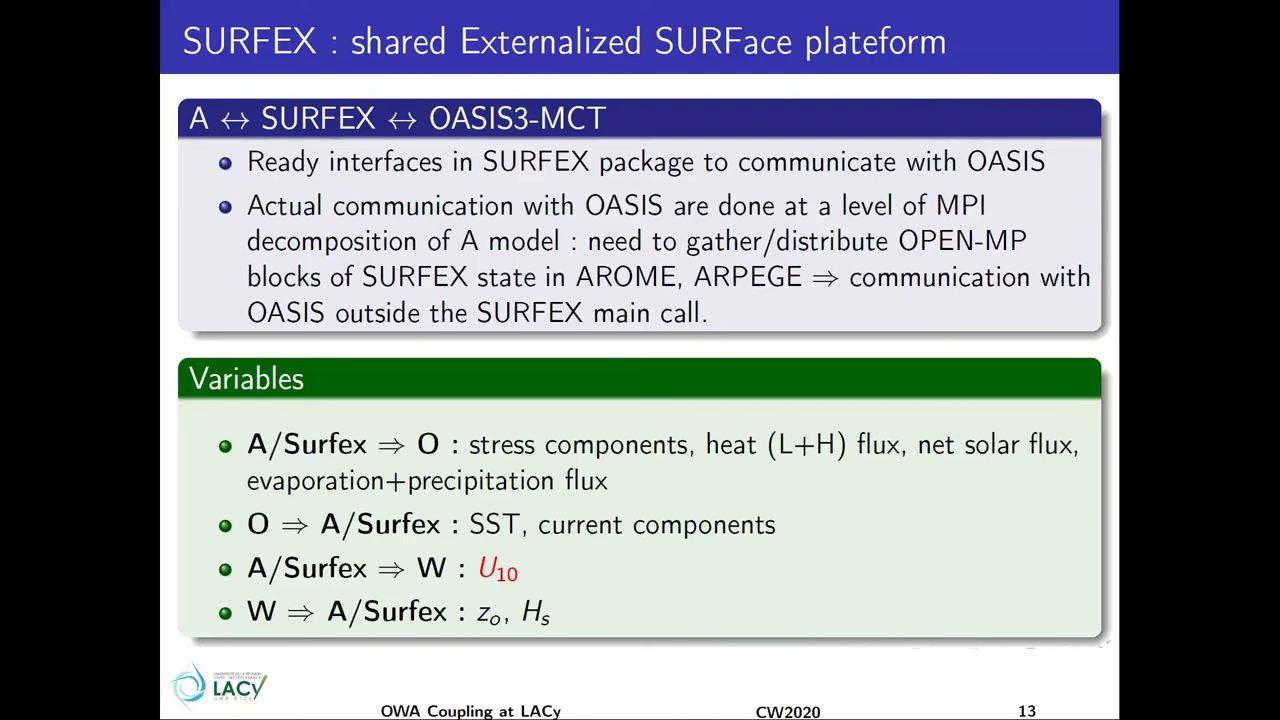 SURFEX : shared Externalized SURFace plateform
A ↔ SURFEX ↔ OASIS3-MCT
Ready interfaces in SURFEX package to communicate with OASIS
Actual communication with OASIS are done at a level of MPI
decomposition of A model : need to gather/distribute OPEN-MP
blocks of SURFEX state in AROME, ARPEGE ⇒ communication with
OASIS outside the SURFEX main call.
Variables
A/Surfex ⇒ O : stress components, heat (L+H) flux, net solar flux,
evaporation+precipitation flux
O ⇒ A/Surfex : SST, current components
A/Surfex ⇒ W : U₁₀
W ⇒ A/Surfex : zₒ, Hₛ
LACy
OWA Coupling at LACy CW2020 13